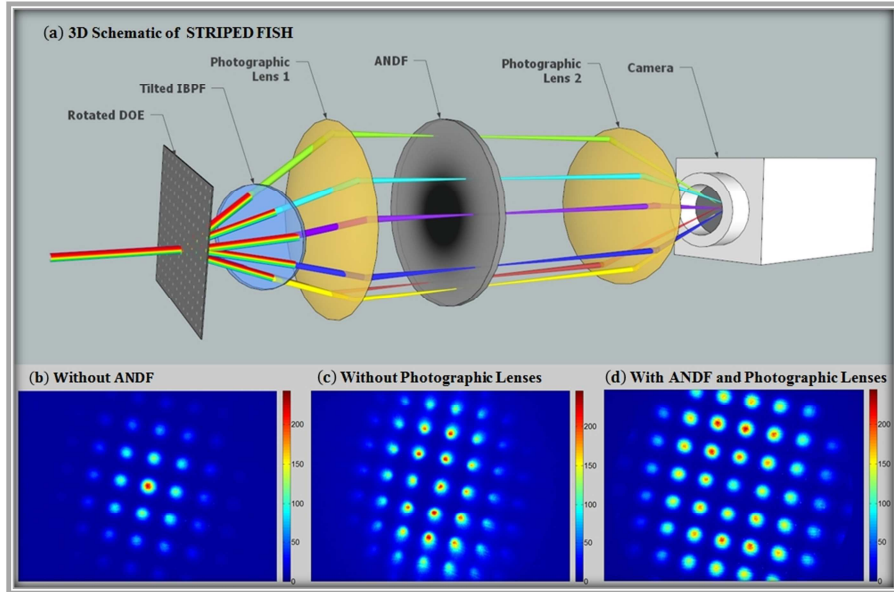 (a) 3D Schematic of STRIPED FISH
Photographic
Lens 1
ANDF
Photographic
Lens 2
Camera
Tilted IBPF
Rotated DOE
(b) Without ANDF
(c) Without Photographic Lenses
(d) With ANDF and Photographic Lenses
200
150
100
50
0
200
150
100
50
0
200
150
100
50
0